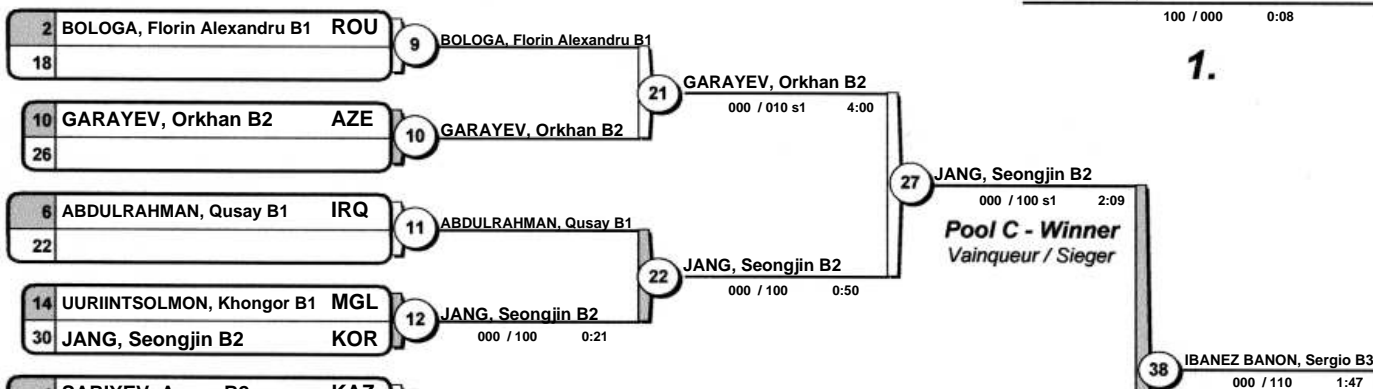 100 / 000 0:08
1.
2 BOLOGA, Florin Alexandru B1 ROU
18
9
BOLOGA, Florin Alexandru B1
21
GARAYEV, Orkhan B2
000 / 010 s1 4:00
10 GARAYEV, Orkhan B2 AZE
26
10
GARAYEV, Orkhan B2
27
JANG, Seongjin B2
000 / 100 s1 2:09
Pool C - Winner
Vainqueur / Sieger
6 ABDULRAHMAN, Qusay B1 IRQ
22
11
ABDULRAHMAN, Qusay B1
22
JANG, Seongjin B2
000 / 100 0:50
14 UURIINTSOLMON, Khongor B1 MGL
30 JANG, Seongjin B2 KOR
12
JANG, Seongjin B2
000 / 100 0:21
38
IBANEZ BANON, Sergio B3
000 / 110 1:47